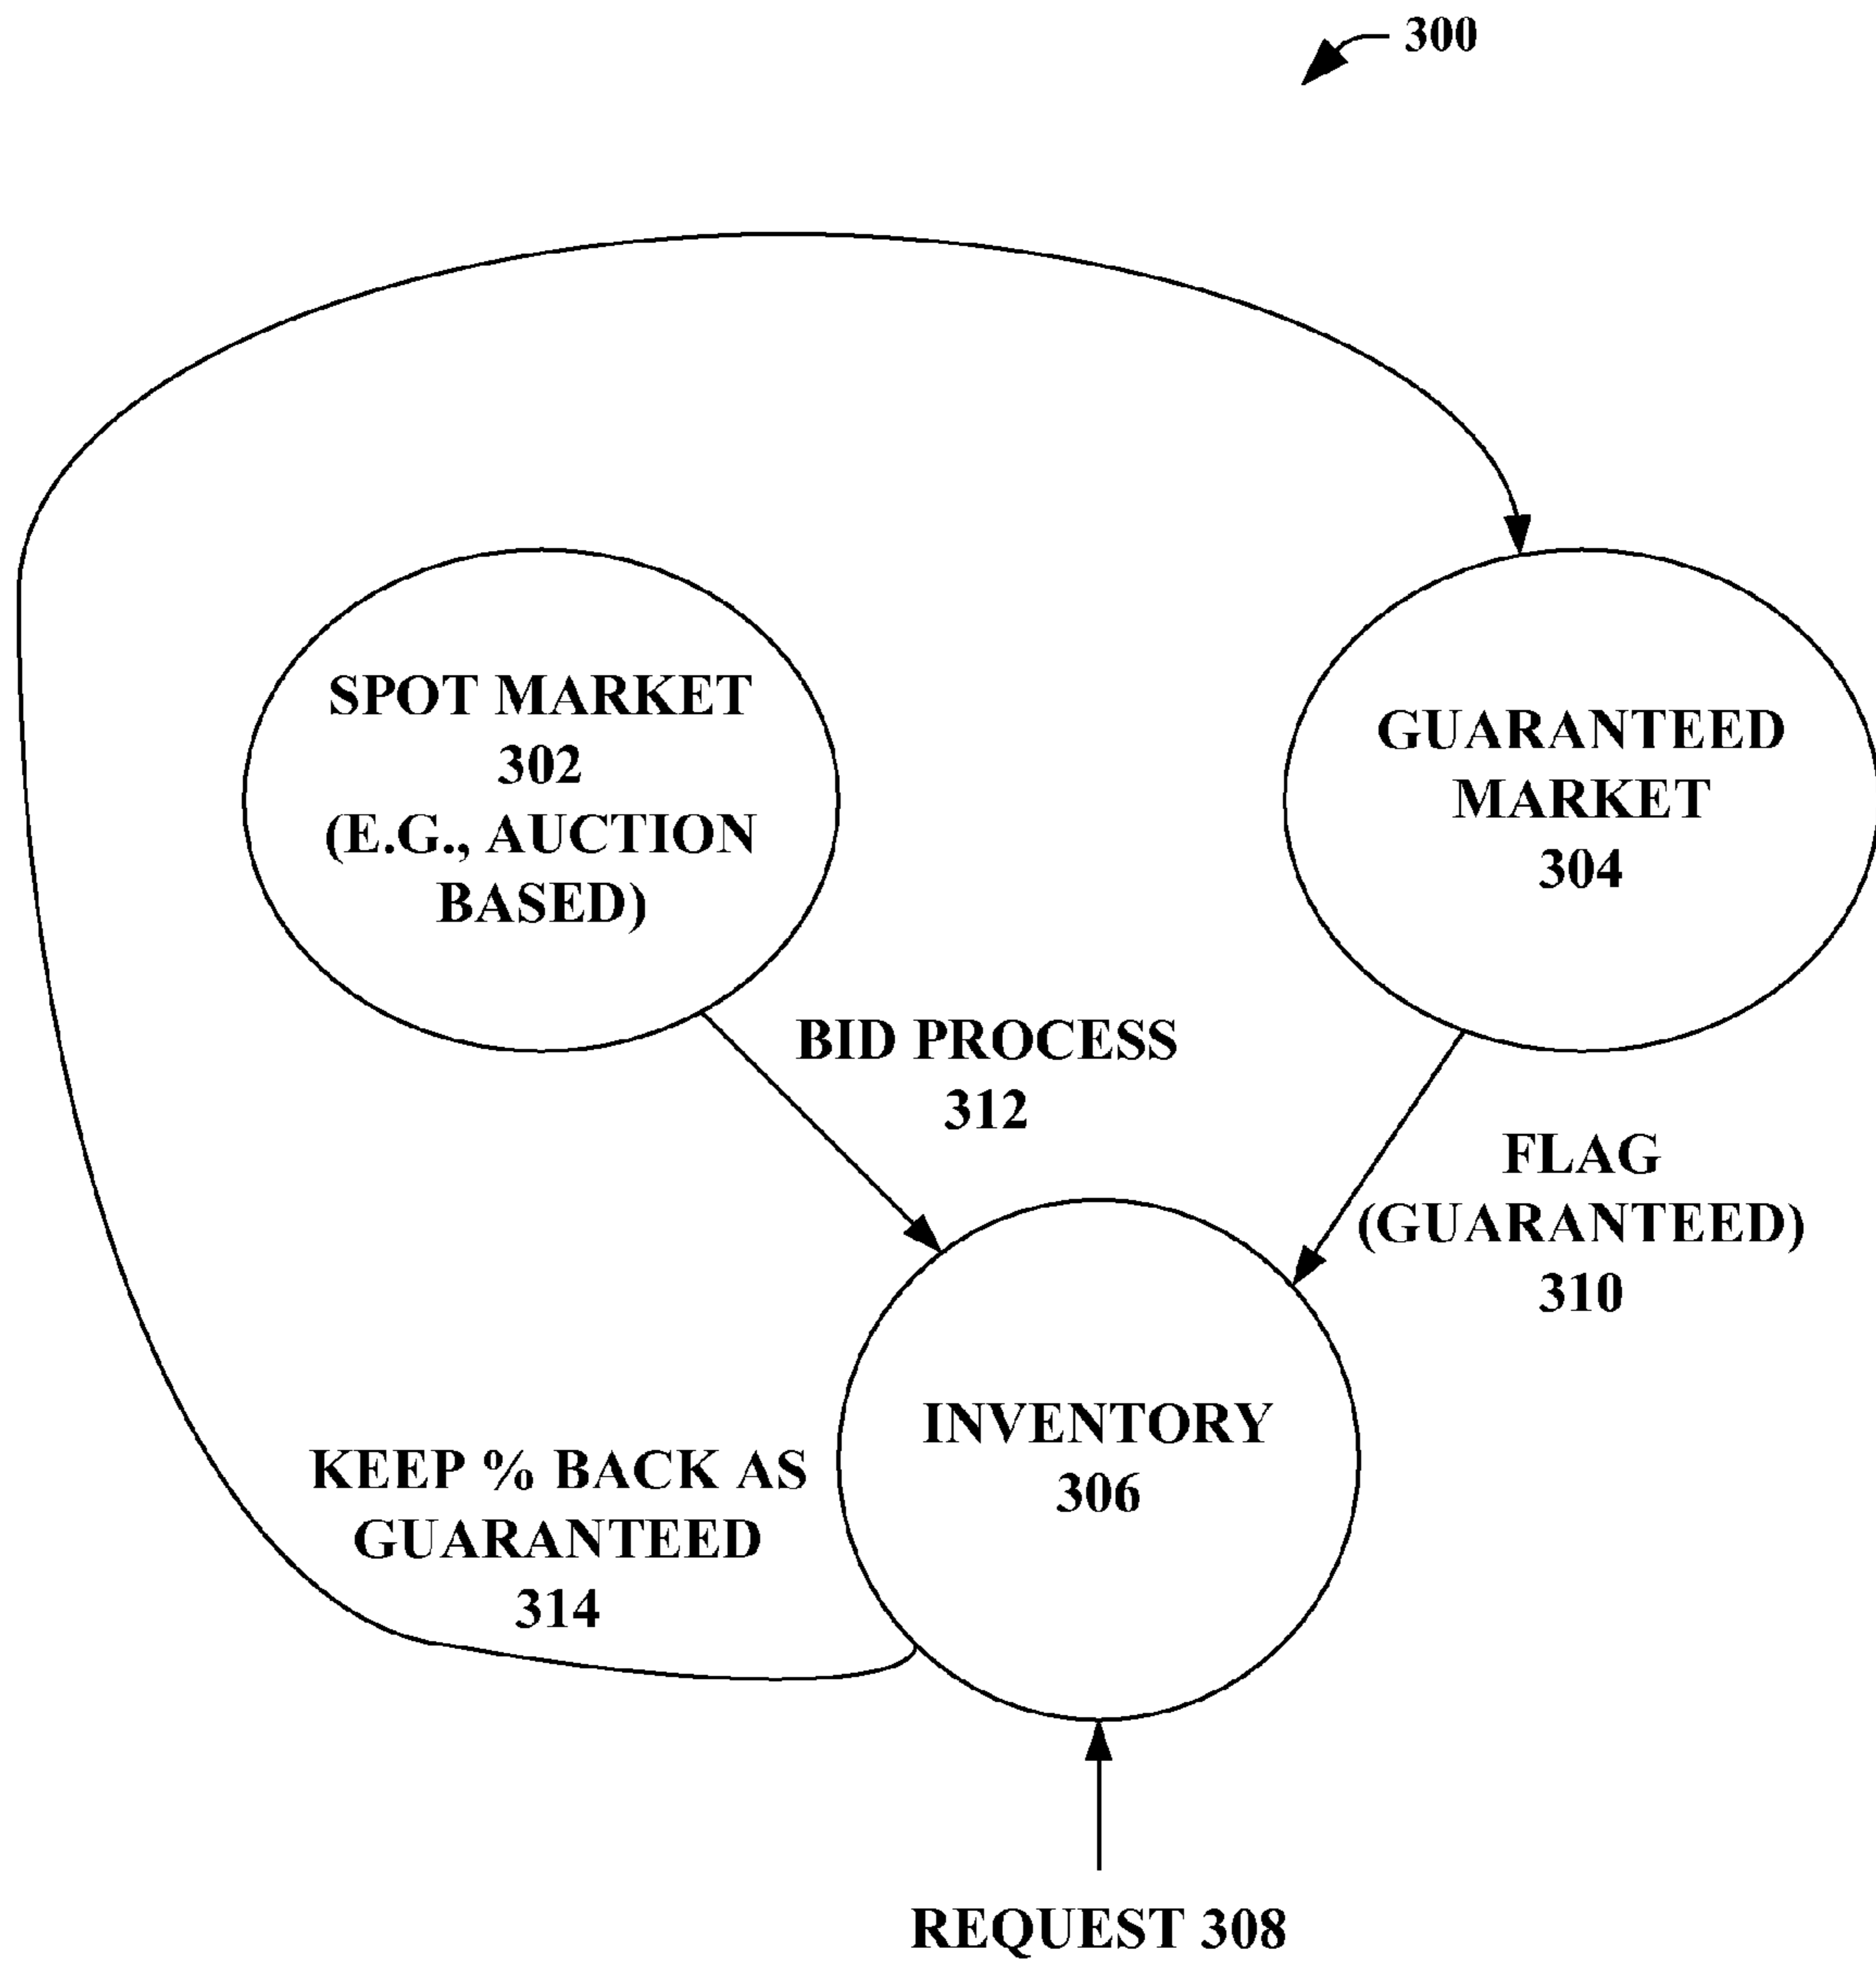 300
SPOT MARKET
302
(E.G., AUCTION
BASED)
GUARANTEED
MARKET
304
BID PROCESS
312
FLAG
(GUARANTEED)
310
INVENTORY
306
KEEP % BACK AS
GUARANTEED
314
REQUEST 308